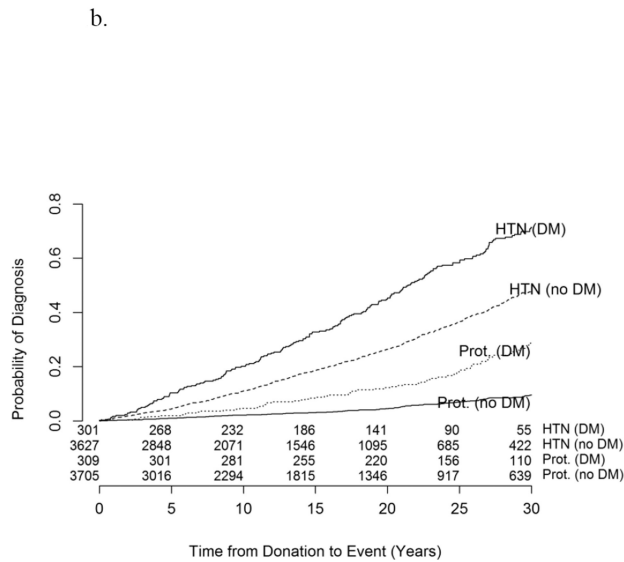 b.
0.8
0.6
0.4
0.2
0.0
Probability of Diagnosis
HTN (DM)
HTN (no DM)
Prot. (DM)
Prot. (no DM)
301 268 232 186 141 90 55 HTN (DM)
3627 2848 2071 1546 1095 685 422 HTN (no DM)
309 301 281 255 220 156 110 Prot. (DM)
3705 3016 2294 1815 1346 917 639 Prot. (no DM)
0 5 10 15 20 25 30
Time from Donation to Event (Years)